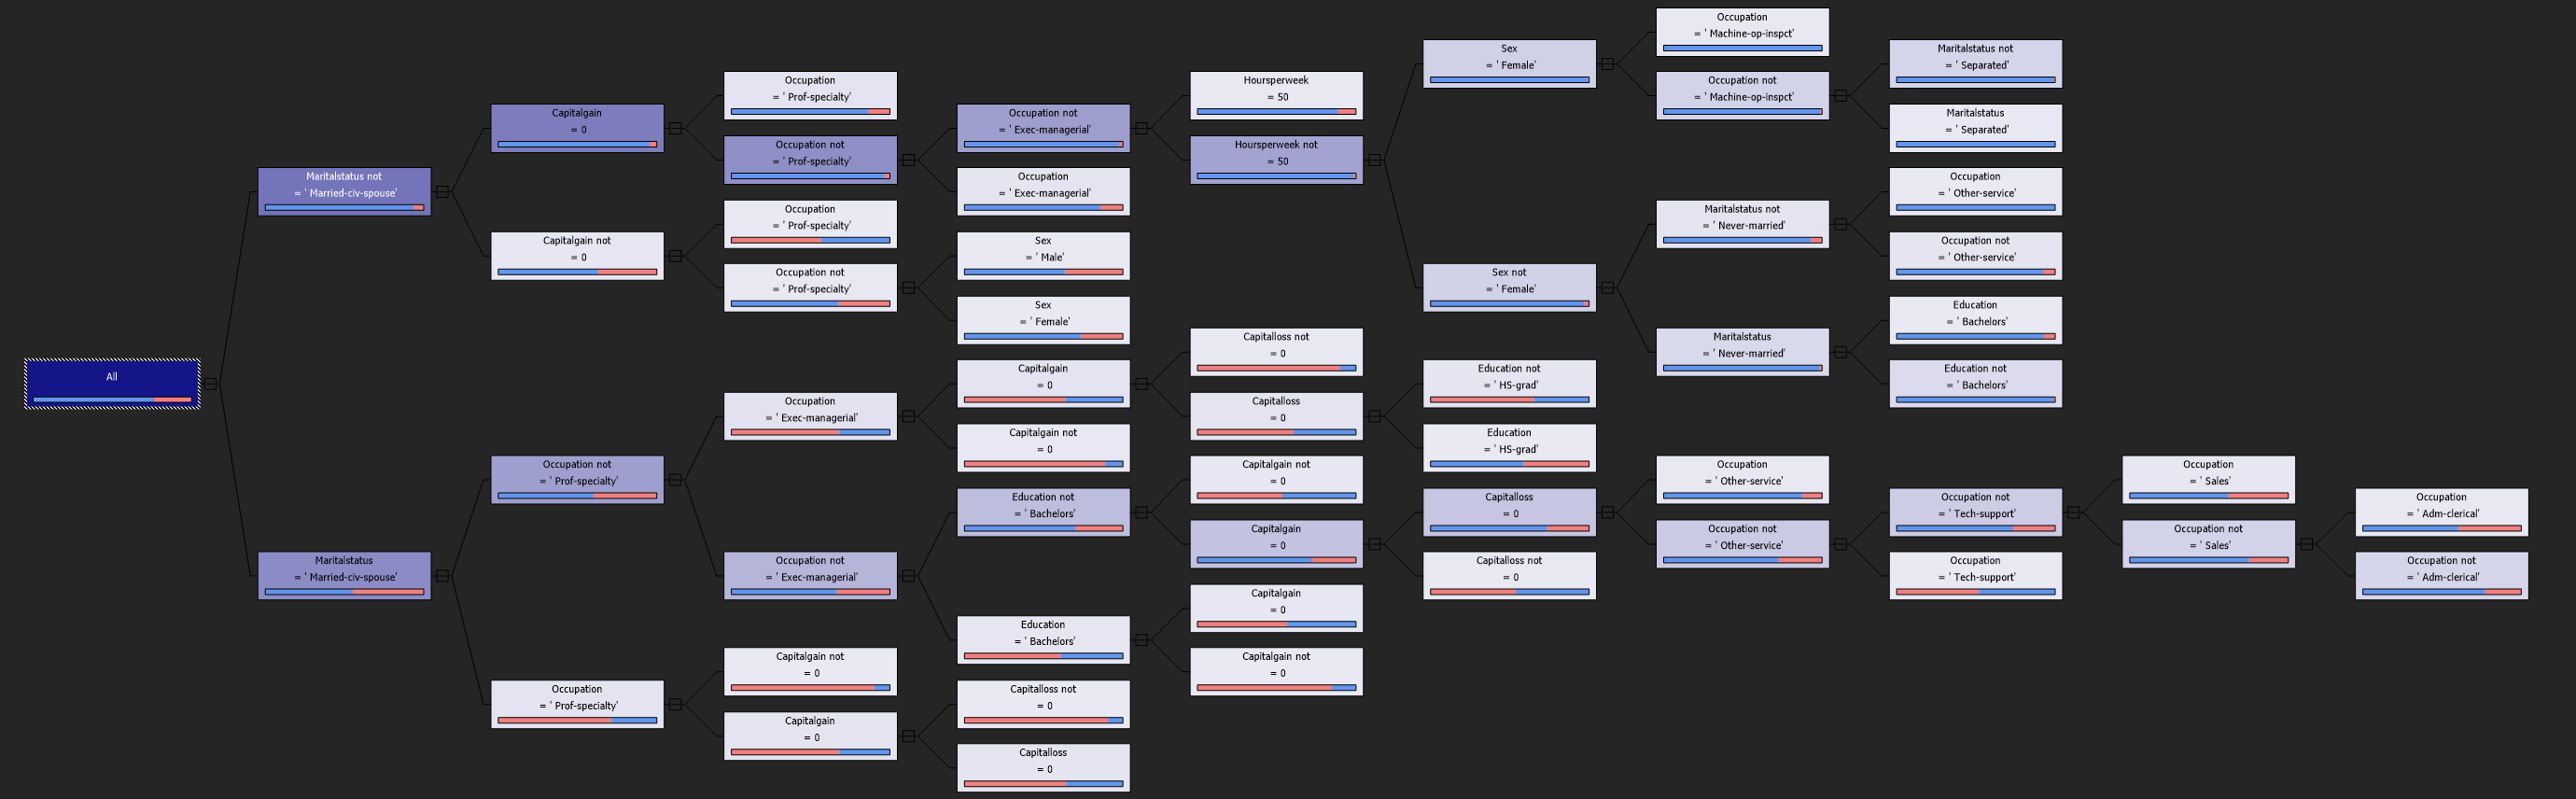 All
Maritalstatus not
= ' Married-civ-spouse'
Maritalstatus
= ' Married-civ-spouse'
Capitalgain
= 0
Capitalgain not
= 0
Occupation not
= ' Prof-specialty'
Occupation
= ' Prof-specialty'
Occupation
= ' Prof-specialty'
Occupation not
= ' Prof-specialty'
Occupation
= ' Prof-specialty'
Occupation not
= ' Prof-specialty'
Occupation
= ' Exec-managerial'
Occupation not
= ' Exec-managerial'
Capitalgain not
= 0
Capitalgain
= 0
Occupation not
= ' Exec-managerial'
Occupation
= ' Exec-managerial'
Sex
= ' Male'
Sex
= ' Female'
Capitalgain
= 0
Capitalgain not
= 0
Education not
= ' Bachelors'
Education
= ' Bachelors'
Capitalloss not
= 0
Capitalloss
= 0
Hoursperweek
= 50
Hoursperweek not
= 50
Capitalloss not
= 0
Capitalloss
= 0
Capitalgain not
= 0
Capitalgain
= 0
Capitalgain
= 0
Capitalgain not
= 0
Sex
= ' Female'
Sex not
= ' Female'
Education not
= ' HS-grad'
Education
= ' HS-grad'
Capitalloss
= 0
Capitalloss not
= 0
Occupation
= ' Machine-op-inspct'
Occupation not
= ' Machine-op-inspct'
Maritalstatus not
= ' Never-married'
Maritalstatus
= ' Never-married'
Occupation
= ' Other-service'
Occupation not
= ' Other-service'
Maritalstatus not
= ' Separated'
Maritalstatus
= ' Separated'
Occupation
= ' Other-service'
Occupation not
= ' Other-service'
Education
= ' Bachelors'
Education not
= ' Bachelors'
Occupation not
= ' Tech-support'
Occupation
= ' Tech-support'
Occupation
= ' Sales'
Occupation not
= ' Sales'
Occupation
= ' Adm-clerical'
Occupation not
= ' Adm-clerical'